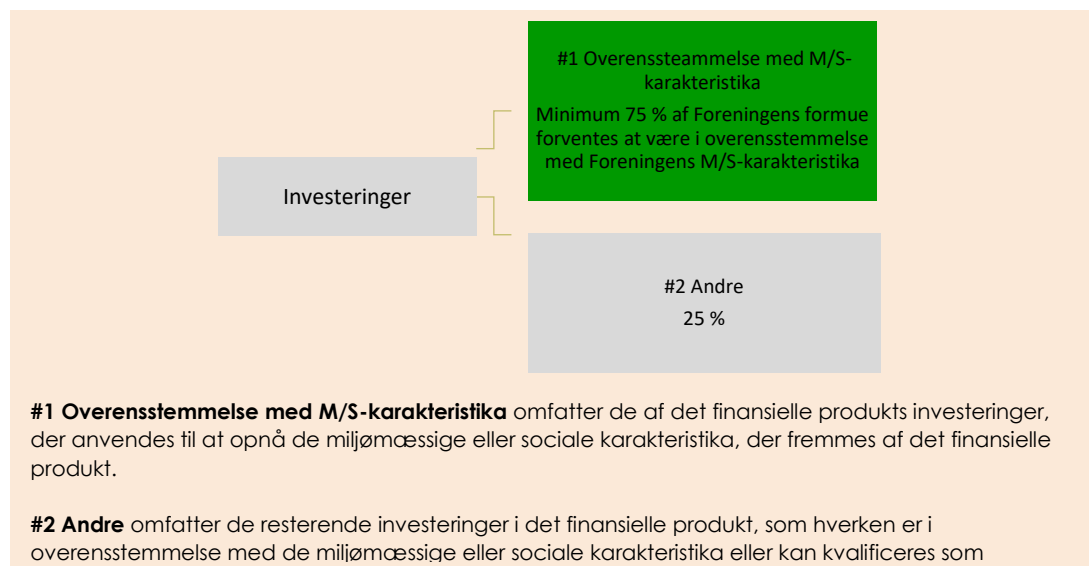 #1 Overenssteammelse med M/S-
karakteristika
Minimum 75 % af Foreningens formue
forventes at være i overensstemmelse
med Foreningens M/S-karakteristika
Investeringer
#2 Andre
25 %
#1 Overensstemmelse med M/S-karakteristika omfatter de af det finansielle produkts investeringer,
der anvendes til at opnå de miljømæssige eller sociale karakteristika, der fremmes af det finansielle
produkt.
#2 Andre omfatter de resterende investeringer i det finansielle produkt, som hverken er i
overensstemmelse med de miljømæssige eller sociale karakteristika eller kan kvalificeres som